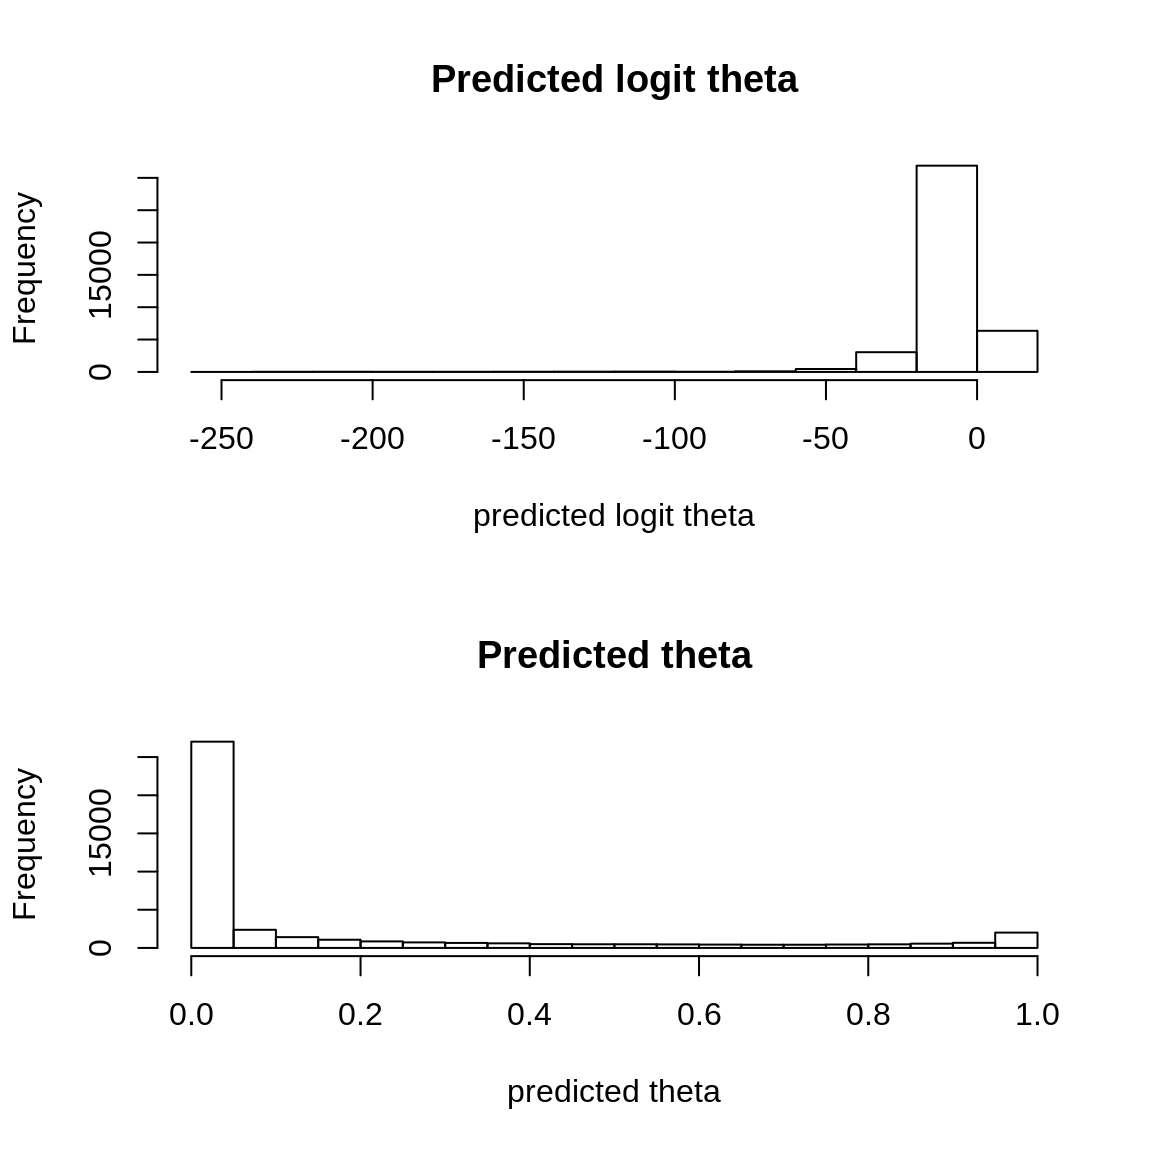 Predicted logit theta
Frequency
15000
0
-250 -200 -150 -100 -50 0
predicted logit theta
Predicted theta
Frequency
15000
0
0.0 0.2 0.4 0.6 0.8 1.0
predicted theta